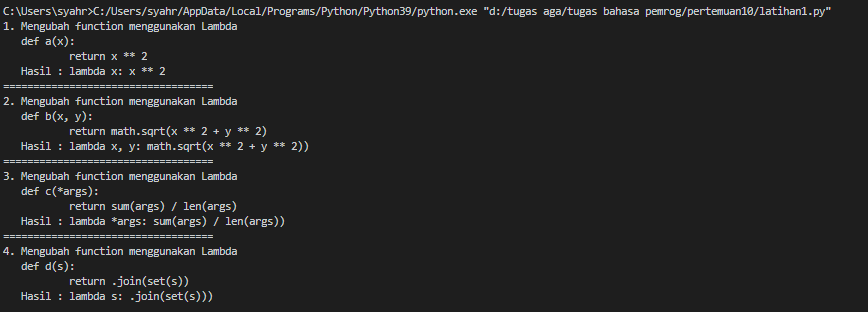 C:\Users\syahr>C:/Users/syahr/AppData/Local/Programs/Python/Python39/python.exe "d:/tugas aga/tugas bahasa pemrog/pertemuan10/latihan1.py"
1. Mengubah function menggunakan Lambda
def a(x):
return x ** 2
Hasil : lambda x: x ** 2
===================================
2. Mengubah function menggunakan Lambda
def b(x, y):
return math.sqrt(x ** 2 + y ** 2)
Hasil : lambda x, y: math.sqrt(x ** 2 + y ** 2))
===================================
3. Mengubah function menggunakan Lambda
def c(*args):
return sum(args) / len(args)
Hasil : lambda *args: sum(args) / len(args))
===================================
4. Mengubah function menggunakan Lambda
def d(s):
return .join(set(s))
Hasil : lambda s: .join(set(s)))